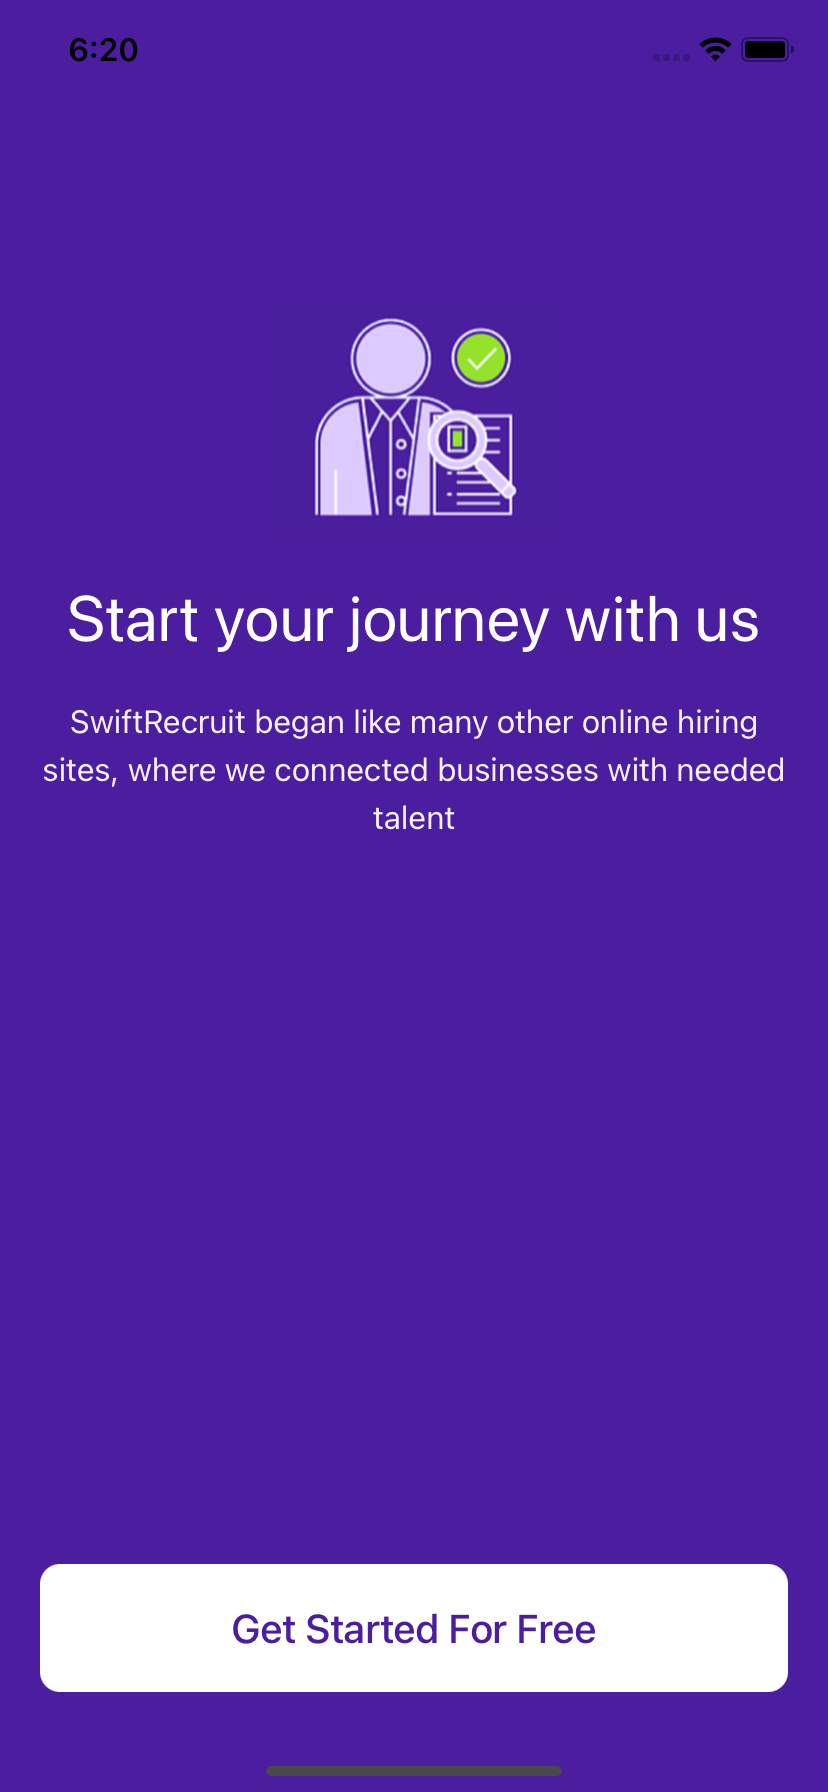 6:20
Start your journey with us
SwiftRecruit began like many other online hiring
sites, where we connected businesses with needed
talent
Get Started For Free